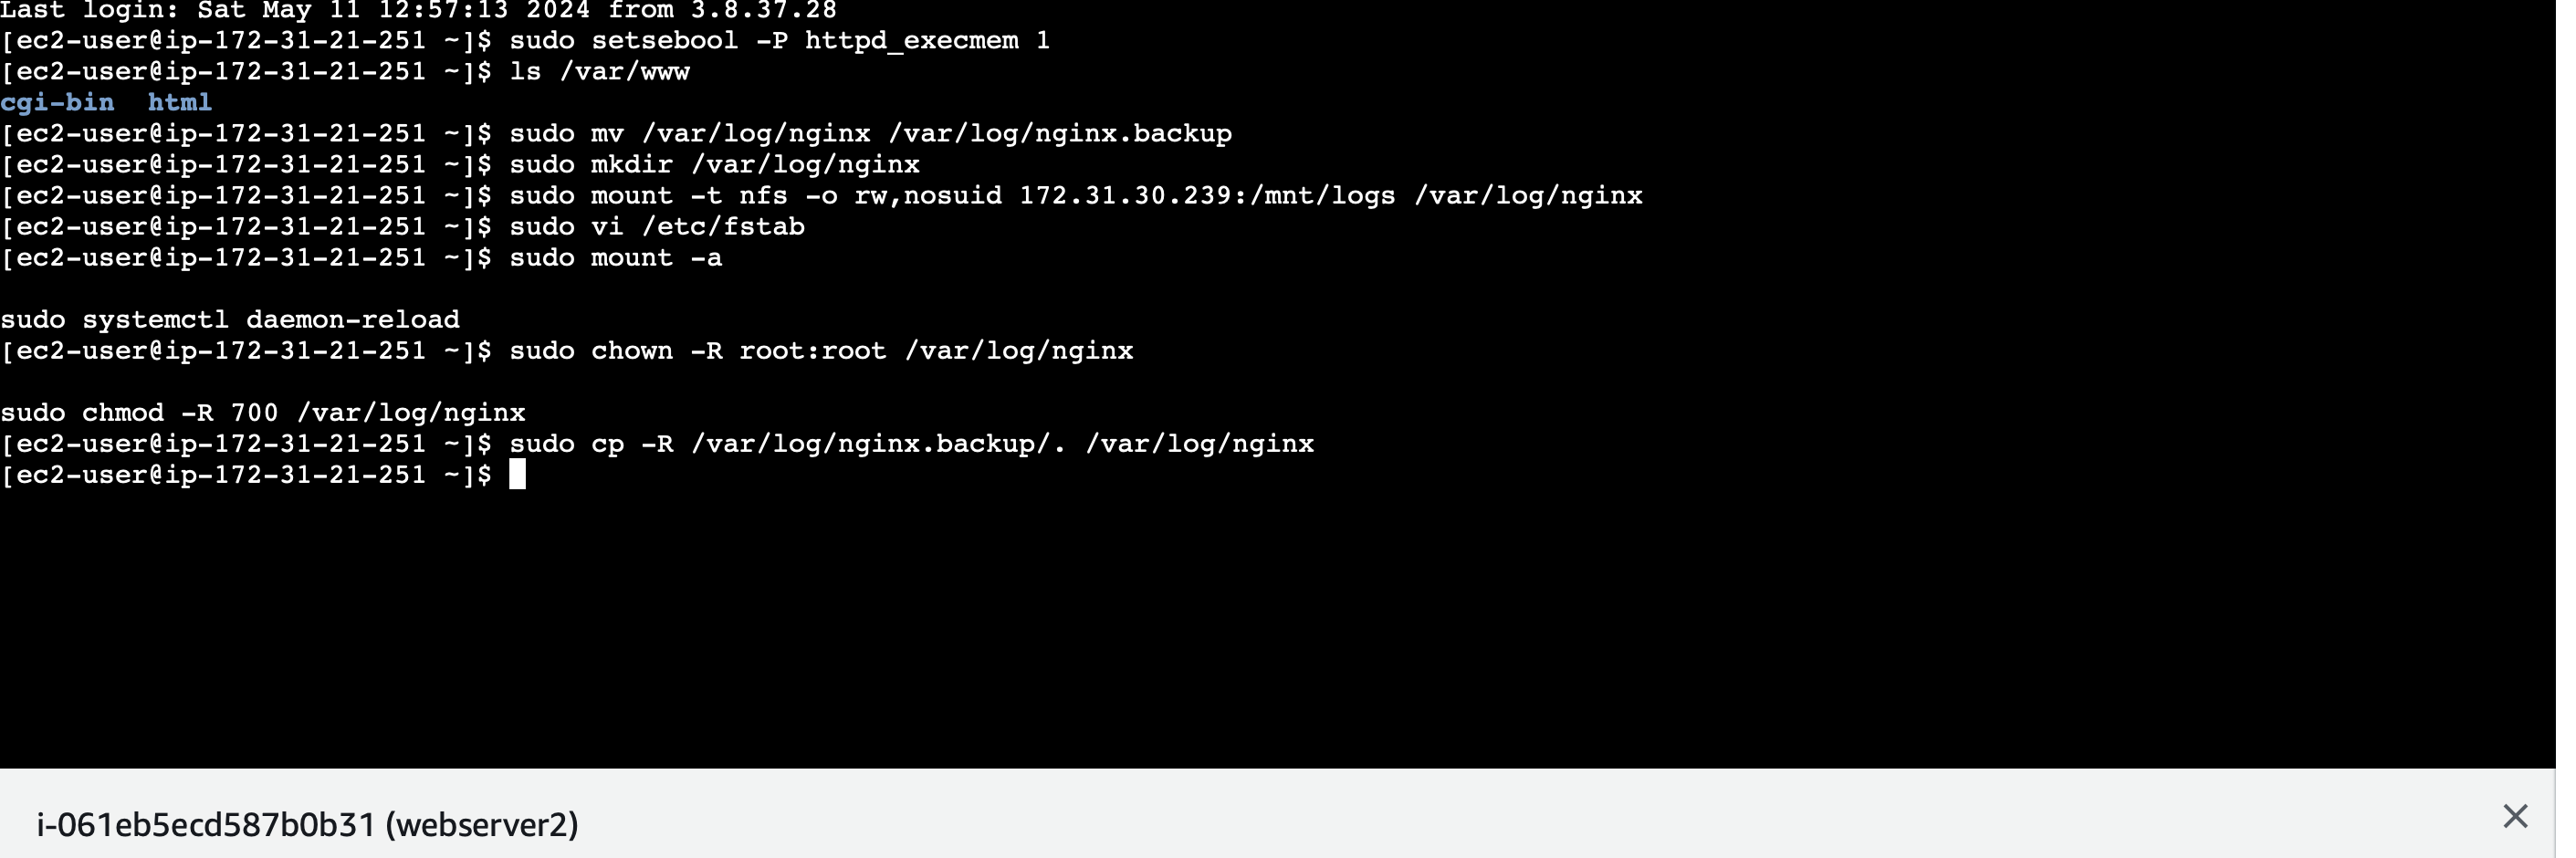 Last login: Sat May 11 12:57:13 2024 from 3.8.37.28
[ec2-user@ip-172-31-21-251 ~]$ sudo setsebool -P httpd_execmem 1
[ec2-user@ip-172-31-21-251 ~]$ ls /var/www
cgi-bin  html
[ec2-user@ip-172-31-21-251 ~]$ sudo mv /var/log/nginx /var/log/nginx.backup
[ec2-user@ip-172-31-21-251 ~]$ sudo mkdir /var/log/nginx
[ec2-user@ip-172-31-21-251 ~]$ sudo mount -t nfs -o rw,nosuid 172.31.30.239:/mnt/logs /var/log/nginx
[ec2-user@ip-172-31-21-251 ~]$ sudo vi /etc/fstab
[ec2-user@ip-172-31-21-251 ~]$ sudo mount -a
sudo systemctl daemon-reload
[ec2-user@ip-172-31-21-251 ~]$ sudo chown -R root:root /var/log/nginx
sudo chmod -R 700 /var/log/nginx
[ec2-user@ip-172-31-21-251 ~]$ sudo cp -R /var/log/nginx.backup/. /var/log/nginx
[ec2-user@ip-172-31-21-251 ~]$
i-061eb5ecd587b0b31 (webserver2)